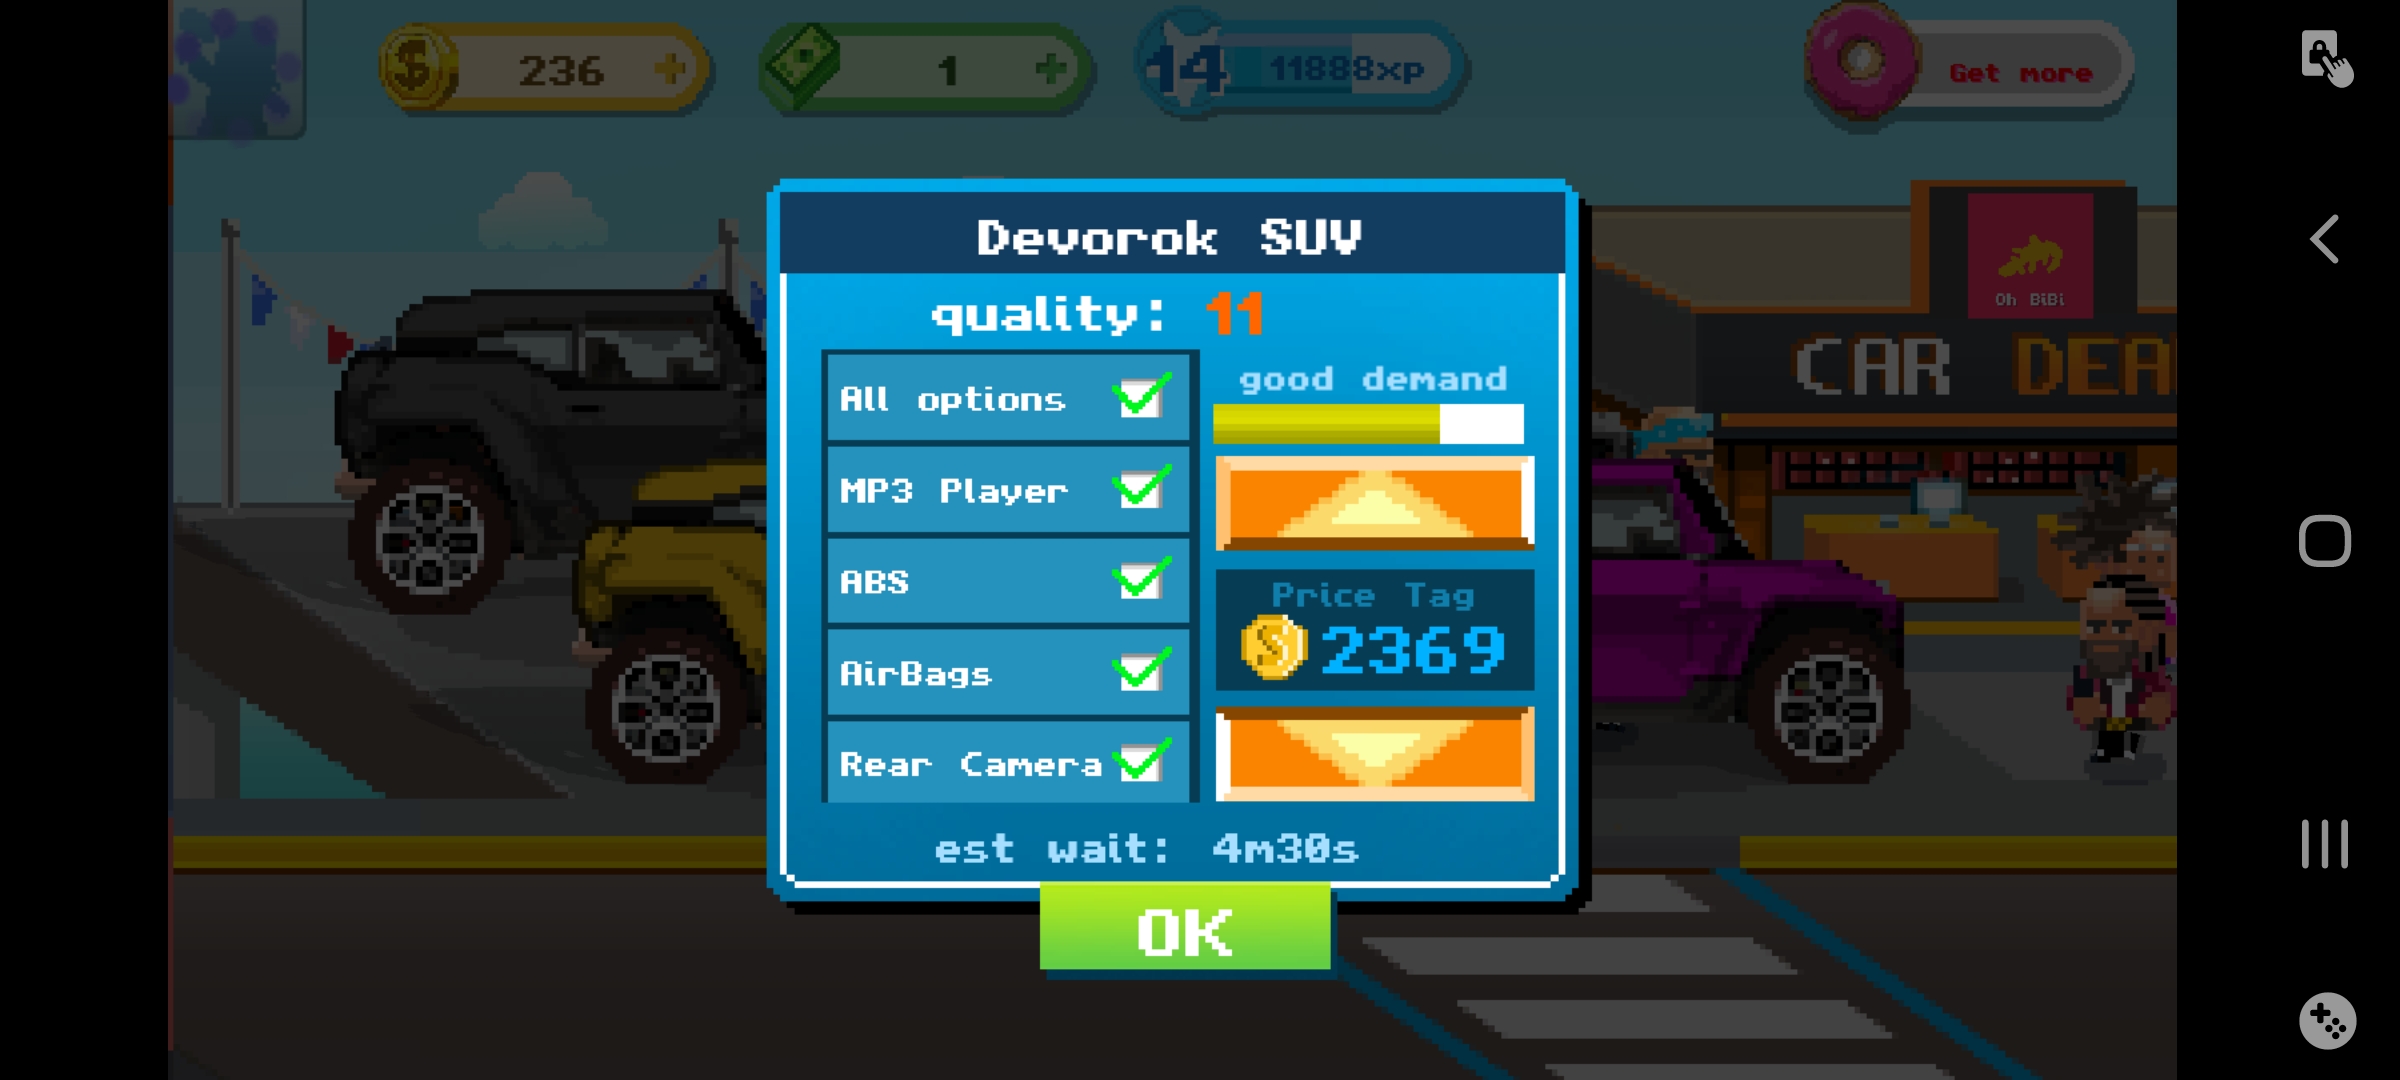 236
1
14
11888xp
Get more
Devorok SUV
quality: 11
All options
MP3 Player
ABS
AirBags
Rear Camera
good demand
Price Tag
2369
est wait: 4m30s
OK
Oh BiBi
CAR DEA